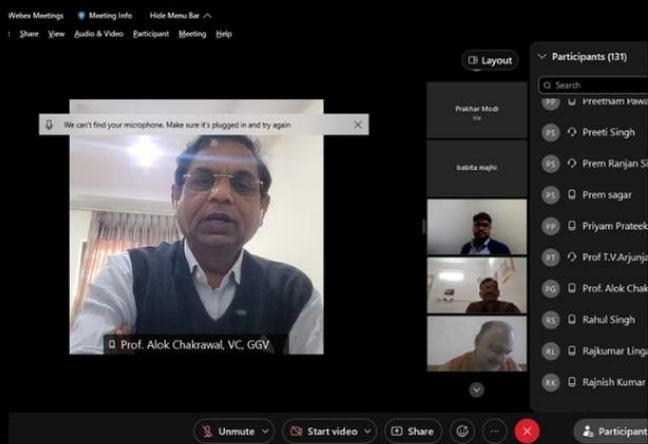 Webex Meetings Meeting Info Hide Menu Bar
Share View Audio & Video Participant Meeting Help
Layout
Participants (131)
Search
We can't find your microphone. Make sure it's plugged in and try again
Prakhar Modi
Me
babita majhi
PP Preetham Pawa
PS Preeti Singh
PS Prem Ranjan Si
PS Prem sagar
PP Priyam Prateek
PT Prof T.V.Arjunja
PG Prof. Alok Chak
RS Rahul Singh
RL Rajkumar Linga
RK Rajnish Kumar
Prof. Alok Chakrawal, VC, GGV
Unmute Start video Share Participant